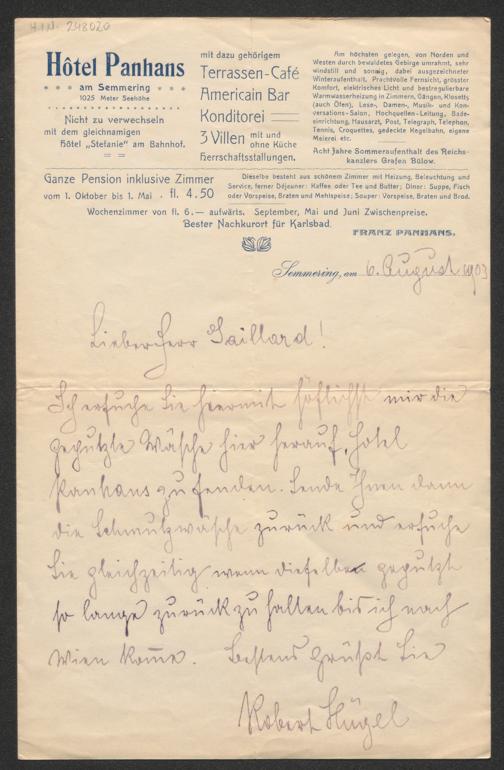 H.I.N. 248020
Hôtel Panhans
am Semmering
1025 Meter Seehöhe
Nicht zu verwechseln
mit dem gleichnamigen
Hôtel „Stefanie" am Bahnhof.
mit dazu gehörigem
Terrassen-Café
Americain Bar
Konditorei
3 Villen mit und ohne Küche
Herrschaftsstallungen.
Am höchsten gelegen, von Norden und
Westen durch bewaldetes Gebirge umrahmt, sehr
windstill und sonnig, dabei ausgezeichneter
Winteraufenthalt. Prachtvolle Fernsicht, grösster
Komfort, elektrisches Licht und bestregulierbare
Warmwasserheizung in Zimmern, Gängen, Klosetts
(auch Öfen), Lese-, Damen-, Musik- und Kon-
versations-Salon, Hochquellen-Leitung, Bade-
einrichtung, Hausarzt, Post, Telegraph, Telephon,
Tennis, Croquettes, gedeckte Kegelbahn, eigene
Meierei etc.
Acht Jahre Sommeraufenthalt des Reichs-
kanzlers Grafen Bülow.
Ganze Pension inklusive Zimmer
vom 1. Oktober bis 1. Mai . fl. 4.50
Dieselbe besteht aus schönem Zimmer mit Heizung, Beleuchtung und
Service, ferner Déjeuner: Kaffee oder Tee und Butter; Dîner: Suppe, Fisch
oder Vorspeise, Braten und Mehlspeise; Souper: Vorspeise, Braten und Brod.
Wochenzimmer von fl. 6.— aufwärts. September, Mai und Juni Zwischenpreise.
Bester Nachkurort für Karlsbad.
FRANZ PANHANS.
Semmering, am 6. August 1903
Lieber Herr Gaillard!
Ich ersuche Sie hiermit höflichst mir die
geputzte Wäsche hier herauf, Hotel
Panhans zu senden. Sende Ihnen dann
die Schmutzwäsche zurück und ersuche
Sie gleichzeitig wenn dieselbe geputzt
so lange zurück zu halten bis ich nach
Wien kome. Bestens grüßt Sie
Robert Hügel